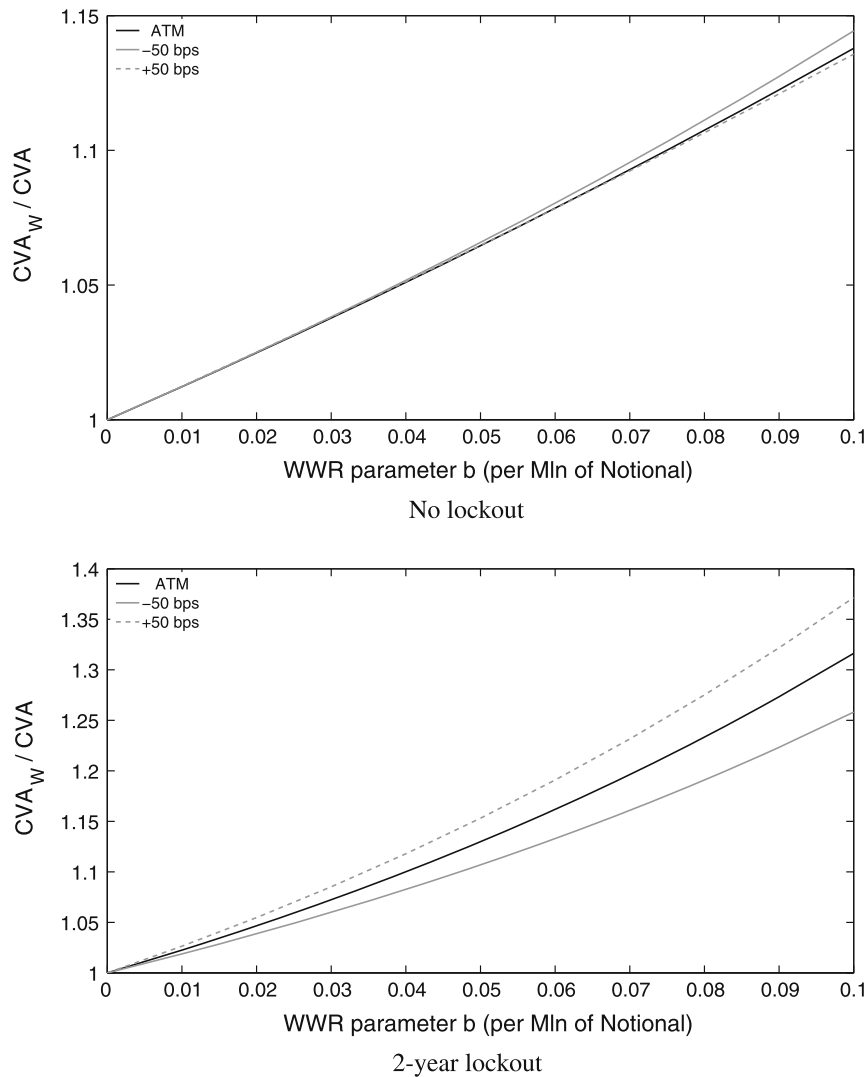 1.15
ATM
−50 bps
+50 bps
1.1
CVA_W / CVA
1.05
1
0 0.01 0.02 0.03 0.04 0.05 0.06 0.07 0.08 0.09 0.1
WWR parameter b (per Mln of Notional)
No lockout
1.4
ATM
−50 bps
+50 bps
1.35
1.3
1.25
CVA_W / CVA
1.2
1.15
1.1
1.05
1
0 0.01 0.02 0.03 0.04 0.05 0.06 0.07 0.08 0.09 0.1
WWR parameter b (per Mln of Notional)
2-year lockout